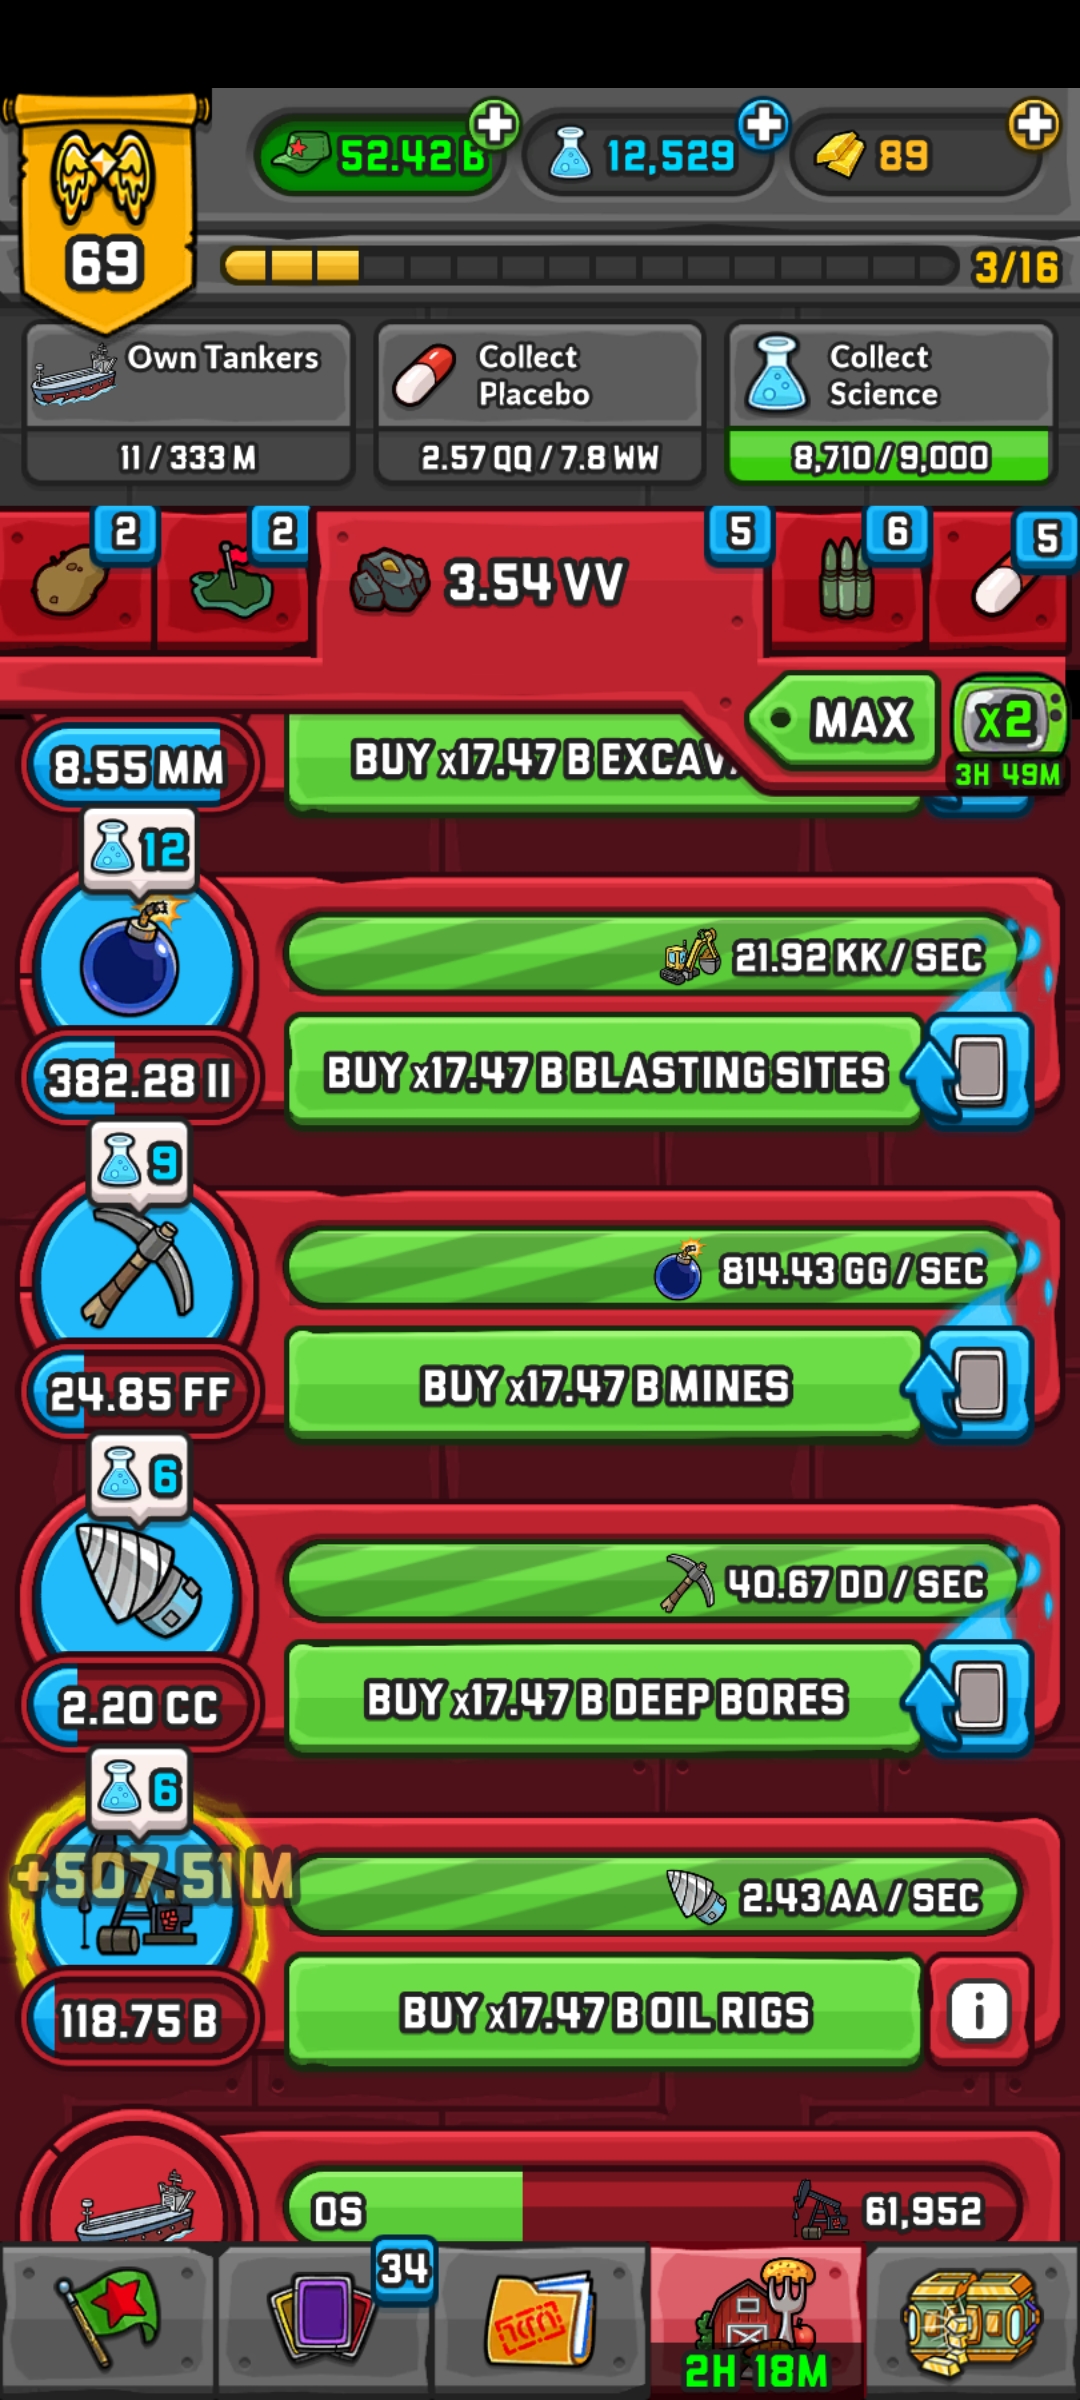 52.42 B
12,529
89
69
3/16
Own Tankers
11 / 333 M
Collect
Placebo
2.57 QQ / 7.8 WW
Collect
Science
8,710 / 9,000
2
2
3.54 VV
5
6
5
MAX
x2
3H 49M
8.55 MM
BUY x17.47 B EXCAV
12
21.92 KK / SEC
382.28 II
BUY x17.47 B BLASTING SITES
9
814.43 GG / SEC
24.85 FF
BUY x17.47 B MINES
6
40.67 DD / SEC
2.20 CC
BUY x17.47 B DEEP BORES
6
+507.51 M
2.43 AA / SEC
118.75 B
BUY x17.47 B OIL RIGS
i
0S
61,952
34
2H 18M